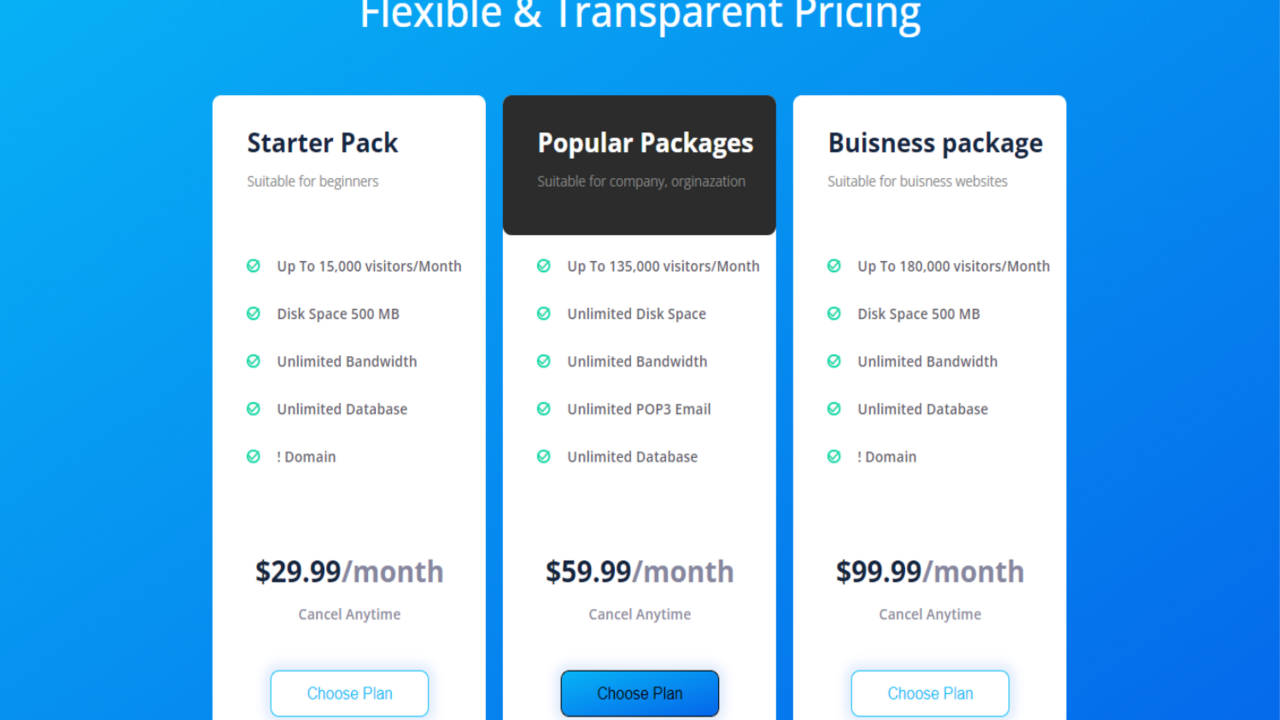 Flexible & Transparent Pricing
Starter Pack
Suitable for beginners
Up To 15,000 visitors/Month
Disk Space 500 MB
Unlimited Bandwidth
Unlimited Database
! Domain
$29.99/month
Cancel Anytime
Choose Plan
Popular Packages
Suitable for company, orginazation
Up To 135,000 visitors/Month
Unlimited Disk Space
Unlimited Bandwidth
Unlimited POP3 Email
Unlimited Database
$59.99/month
Cancel Anytime
Choose Plan
Buisness package
Suitable for buisness websites
Up To 180,000 visitors/Month
Disk Space 500 MB
Unlimited Bandwidth
Unlimited Database
! Domain
$99.99/month
Cancel Anytime
Choose Plan